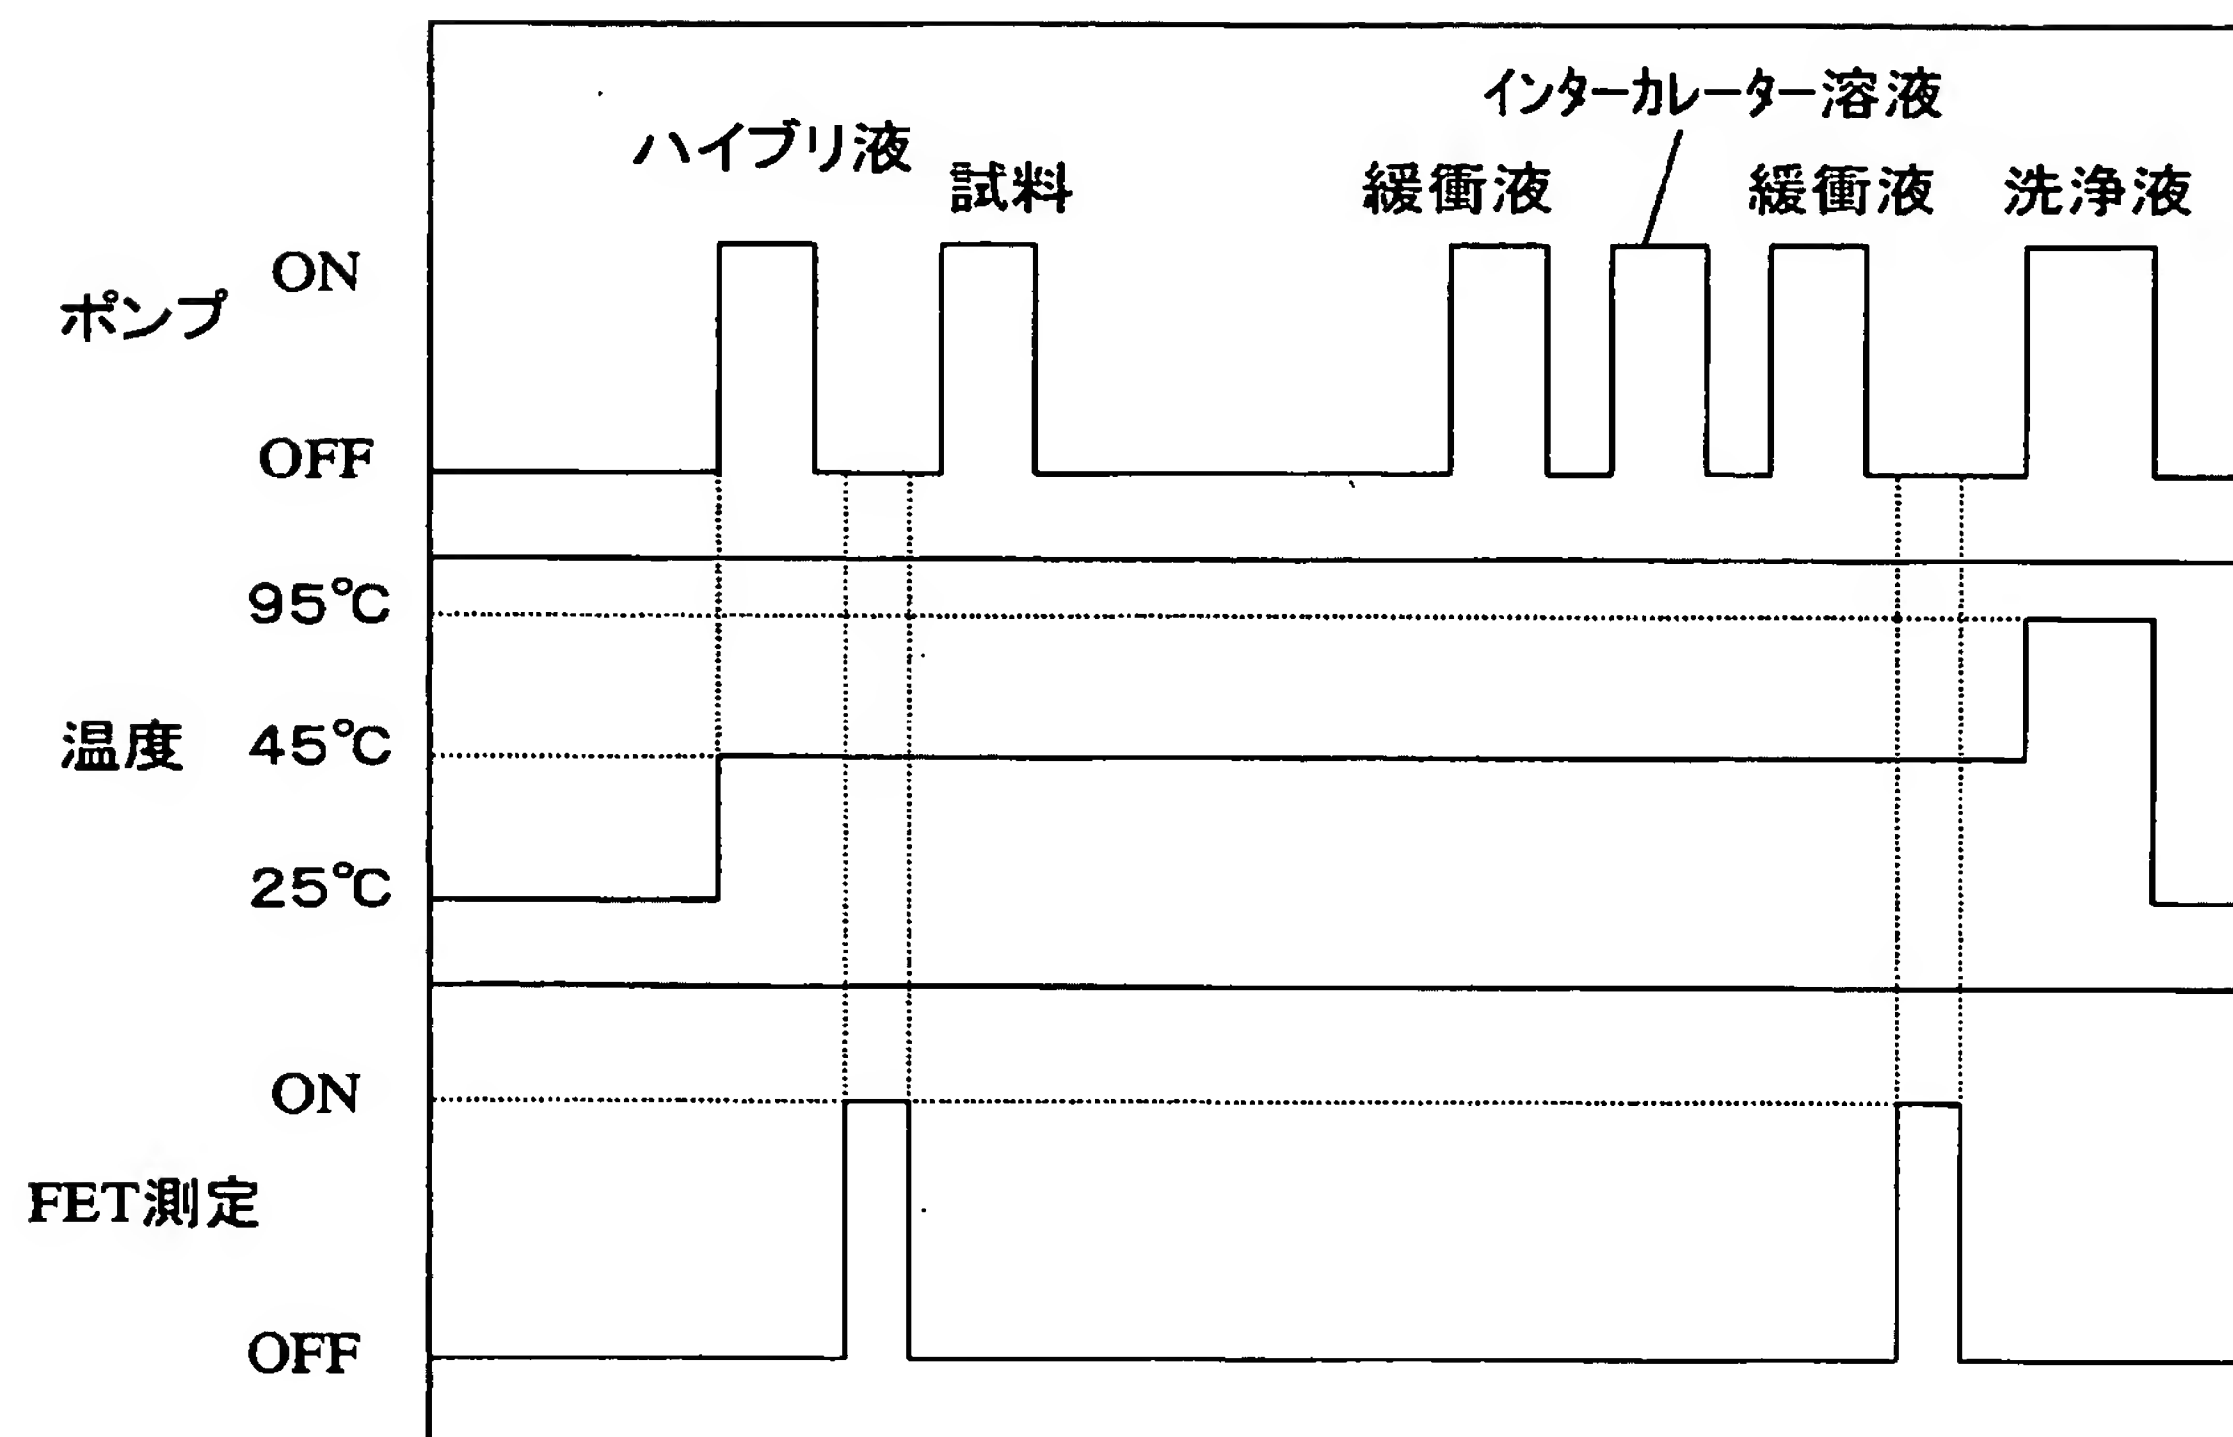 インターカレーター溶液
ハイブリ液
試料
緩衝液
緩衝液
洗浄液
ON
ポンプ
OFF
95℃
温度
45℃
25℃
ON
FET測定
OFF